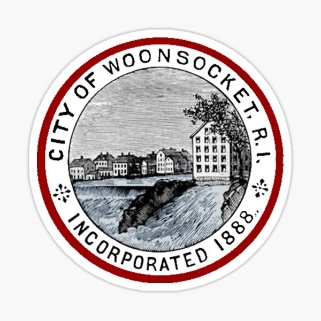 CITY OF WOONSOCKET, R.I.
INCORPORATED 1888.